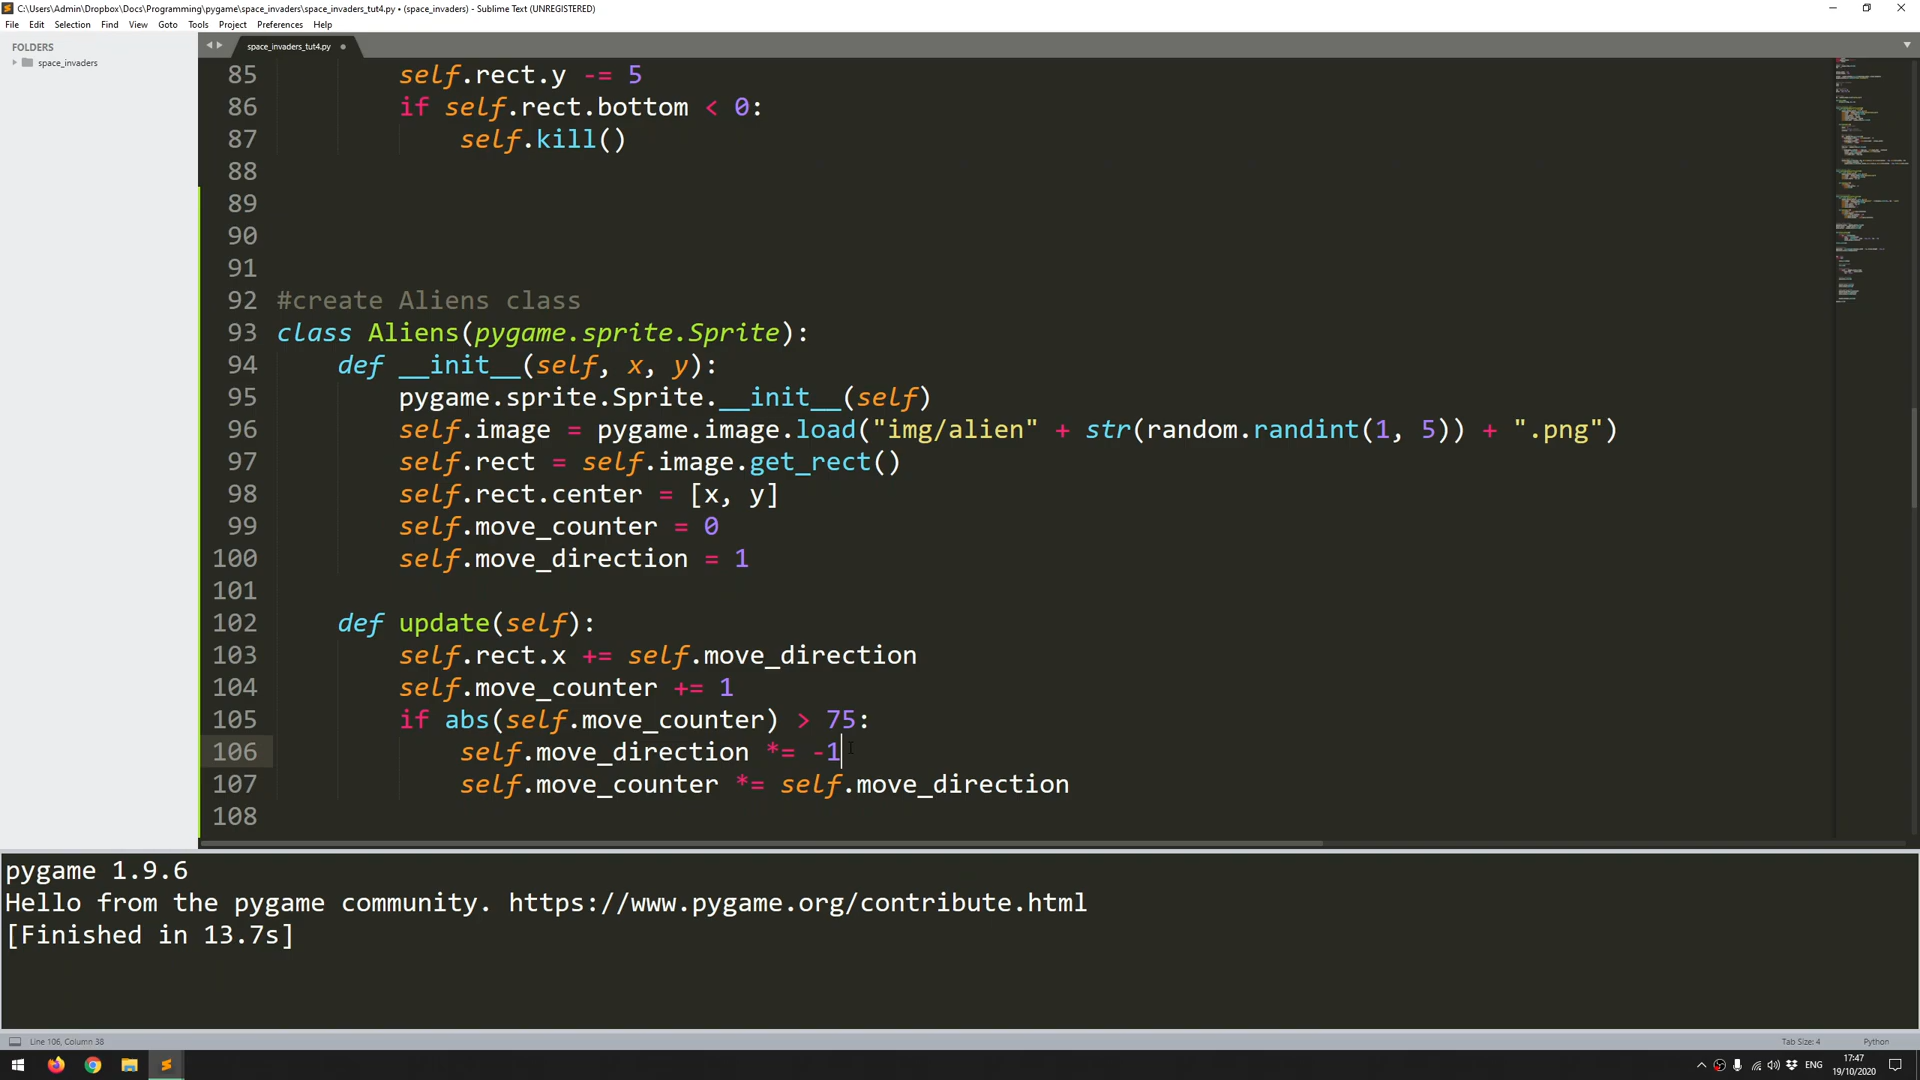 C:\Users\Admin\Dropbox\Docs\Programming\pygame\space_invaders\space_invaders_tut4.py • (space_invaders) - Sublime Text (UNREGISTERED)
File Edit Selection Find View Goto Tools Project Preferences Help
FOLDERS
space_invaders
space_invaders_tut4.py
85 self.rect.y -= 5
86 if self.rect.bottom < 0:
87 self.kill()
88
89
90
91
92 #create Aliens class
93 class Aliens(pygame.sprite.Sprite):
94 def __init__(self, x, y):
95 pygame.sprite.Sprite.__init__(self)
96 self.image = pygame.image.load("img/alien" + str(random.randint(1, 5)) + ".png")
97 self.rect = self.image.get_rect()
98 self.rect.center = [x, y]
99 self.move_counter = 0
100 self.move_direction = 1
101
102 def update(self):
103 self.rect.x += self.move_direction
104 self.move_counter += 1
105 if abs(self.move_counter) > 75:
106 self.move_direction *= -1
107 self.move_counter *= self.move_direction
108
pygame 1.9.6
Hello from the pygame community. https://www.pygame.org/contribute.html
[Finished in 13.7s]
Line 106, Column 38
Tab Size: 4
Python
ENG
17:47
19/10/2020